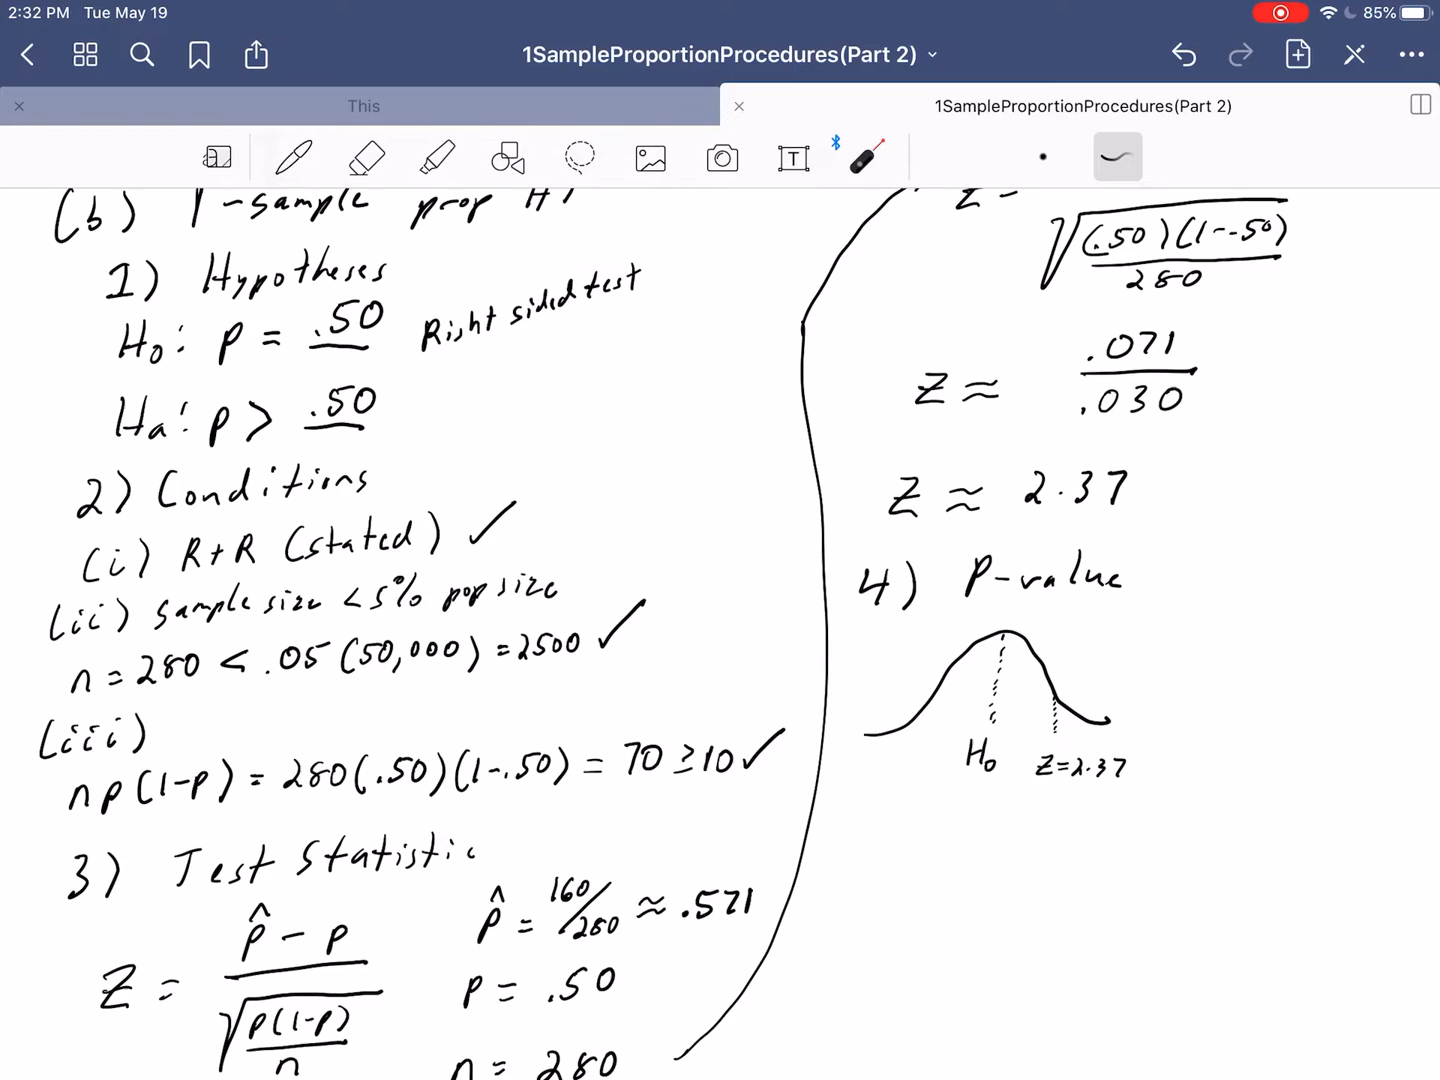 2:32 PM Tue May 19
85%
1SampleProportionProcedures(Part 2)
This
1SampleProportionProcedures(Part 2)
T
(b) 1-sample prop HT
1) Hypotheses
H₀: p = .50 Right sided test
Ha: p > .50
2) Conditions
(i) R+R (stated) ✓
(ii) sample size < 5% pop size
n = 280 < .05 (50,000) = 2500 ✓
(iii)
np(1-p) = 280(.50)(1-.50) = 70 ≥ 10 ✓
3) Test Statistic
p̂ = 160/280 ≈ .571
p = .50
n = 280
Z = (p̂ - p) / √(p(1-p)/n)
Z =
√((.50)(1-.50)/280)
Z ≈ .071/.030
Z ≈ 2.37
4) P-value
H₀ Z=2.37